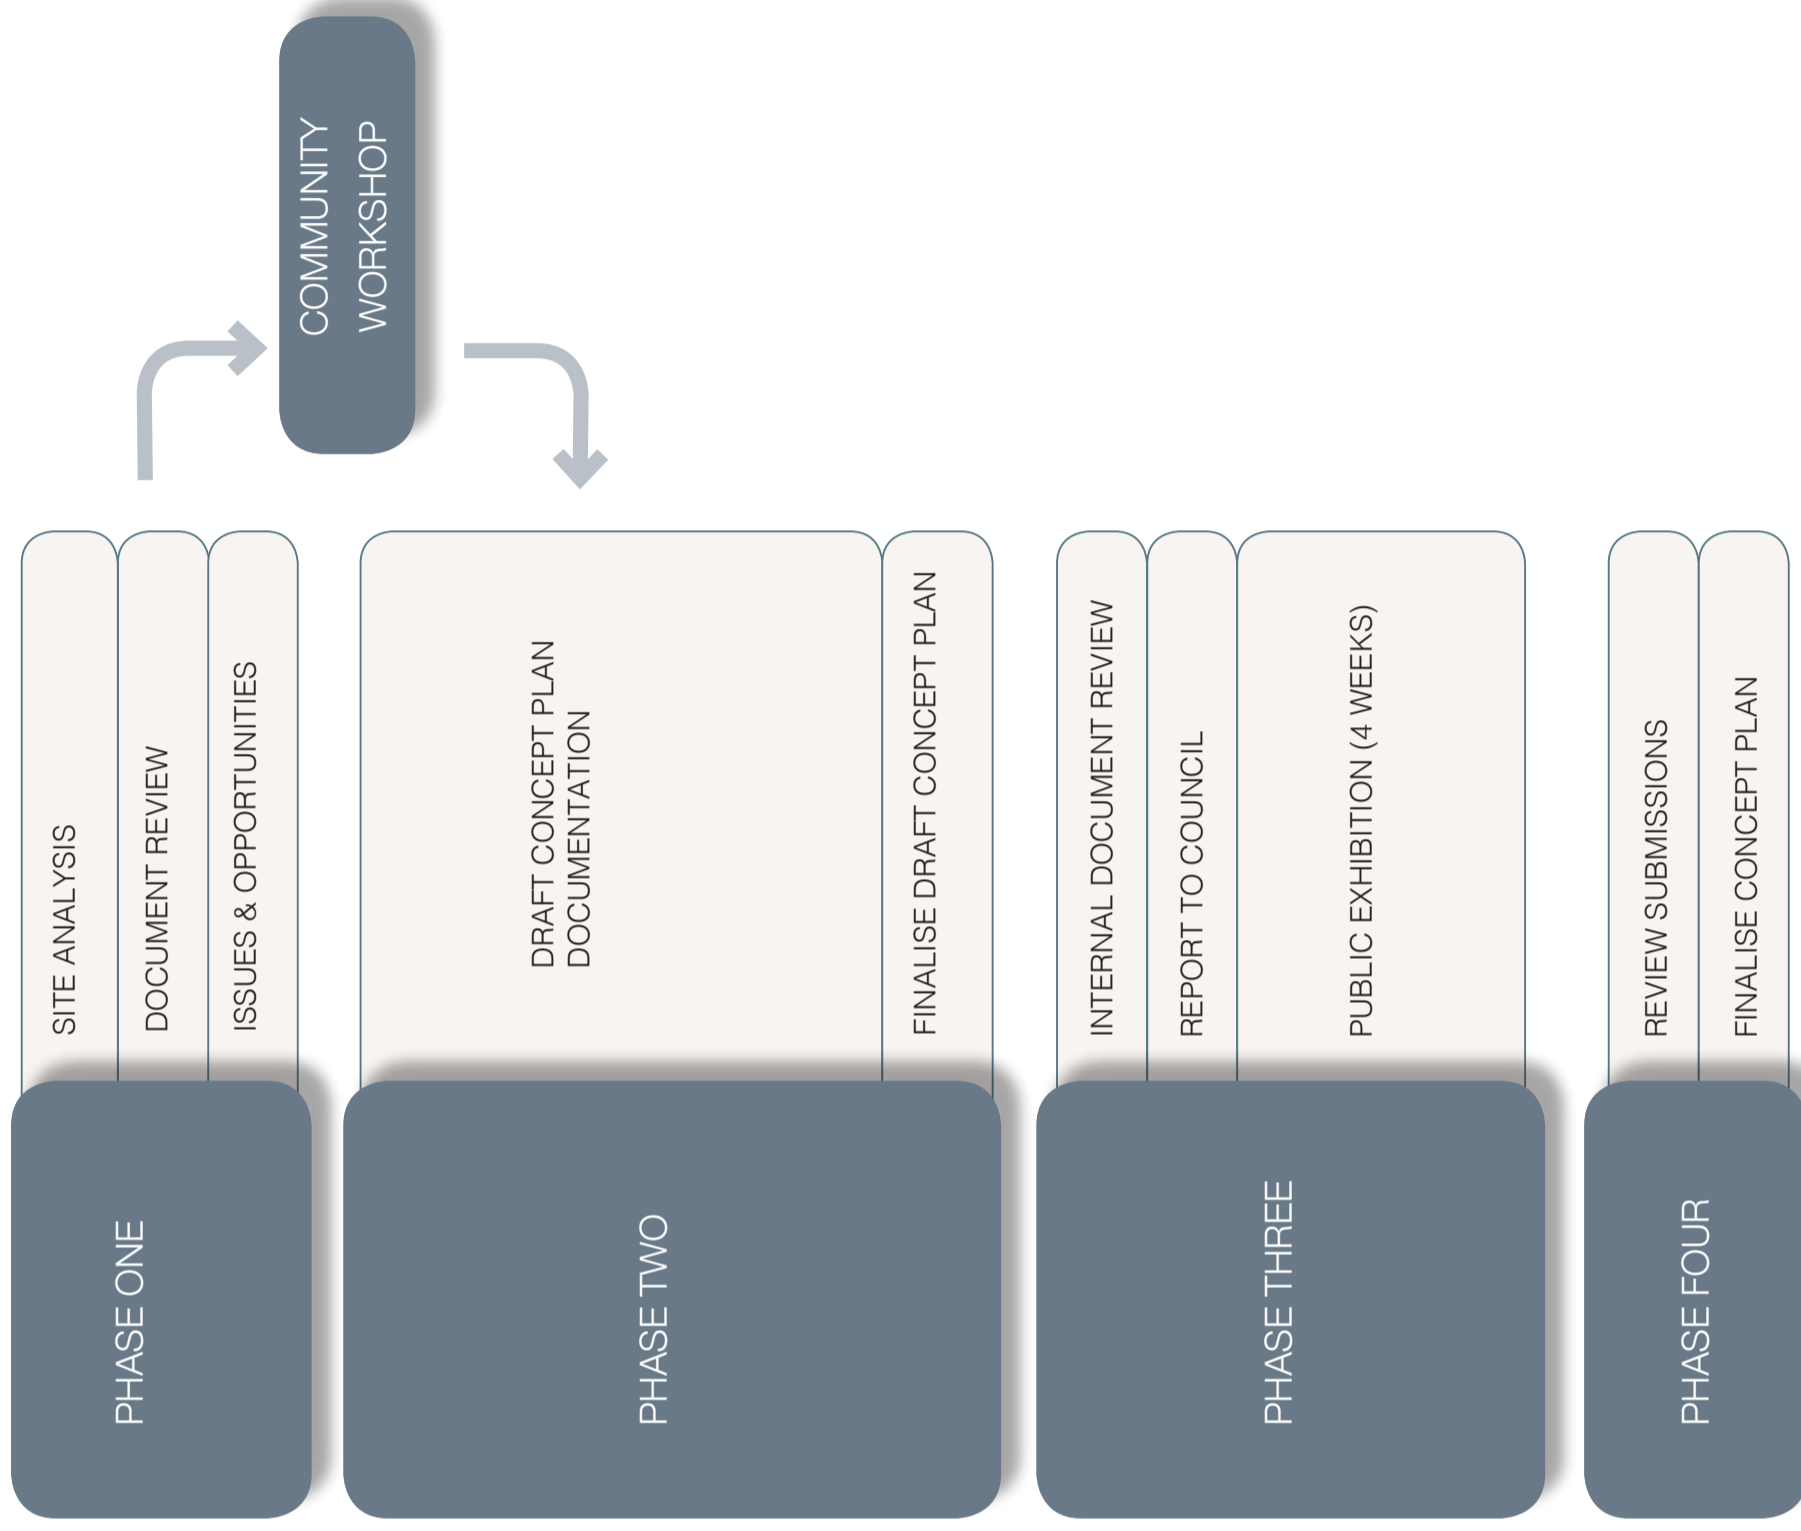 PHASE ONE
SITE ANALYSIS
DOCUMENT REVIEW
ISSUES & OPPORTUNITIES
COMMUNITY
WORKSHOP
PHASE TWO
DRAFT CONCEPT PLAN
DOCUMENTATION
FINALISE DRAFT CONCEPT PLAN
PHASE THREE
INTERNAL DOCUMENT REVIEW
REPORT TO COUNCIL
PUBLIC EXHIBITION (4 WEEKS)
PHASE FOUR
REVIEW SUBMISSIONS
FINALISE CONCEPT PLAN